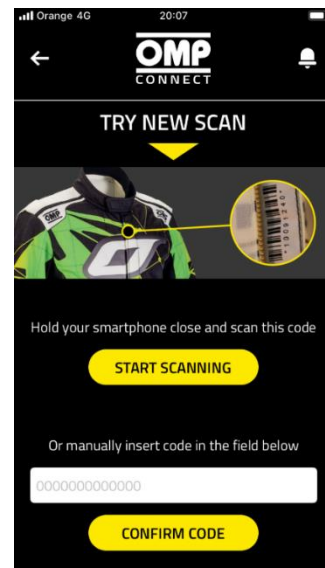 Orange 4G 20:07
OMP
CONNECT
TRY NEW SCAN
OMP
Hold your smartphone close and scan this code
START SCANNING
Or manually insert code in the field below
0000000000000
CONFIRM CODE